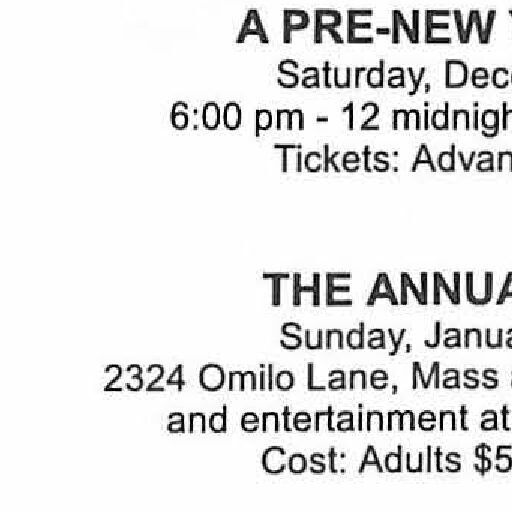 A PRE-NEW
Saturday, Dec
6:00 pm - 12 midnigh
Tickets: Advan
THE ANNUA
Sunday, Janua
2324 Omilo Lane, Mass
and entertainment at
Cost: Adults $5